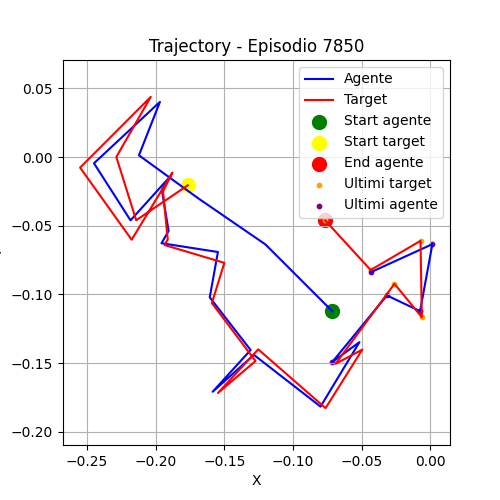 Trajectory - Episodio 7850
Agente
Target
Start agente
Start target
End agente
Ultimi target
Ultimi agente
0.05
0.00
−0.05
−0.10
−0.15
−0.20
−0.25
−0.20
−0.15
−0.10
−0.05
0.00
X